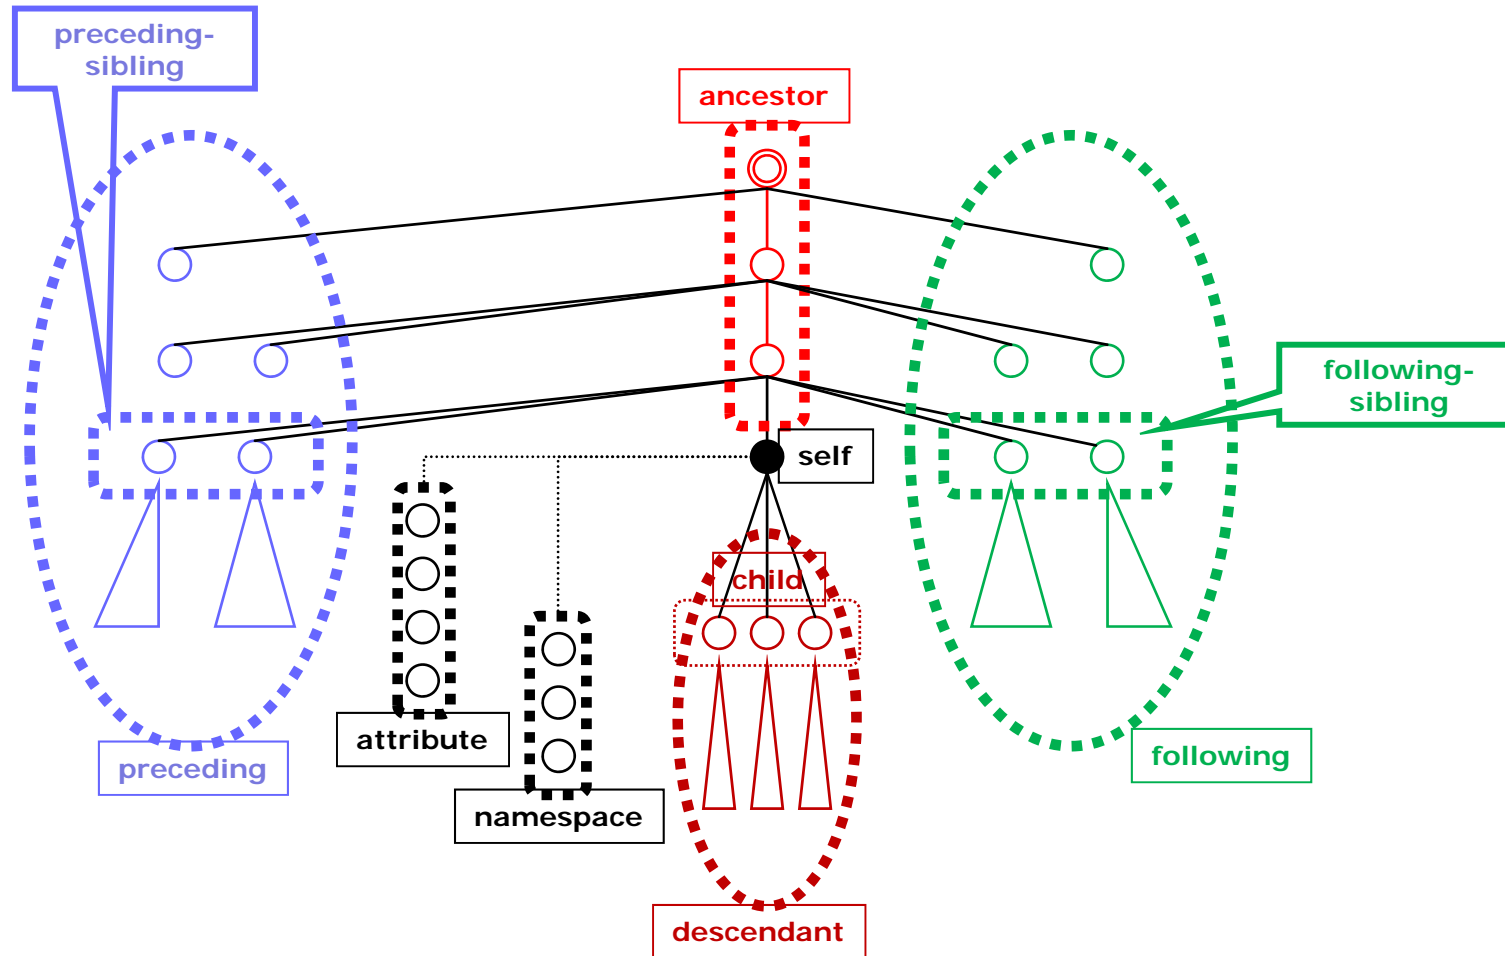 preceding-
sibling
ancestor
following-
sibling
self
child
attribute
preceding
following
namespace
descendant